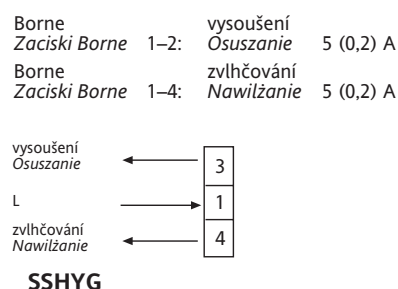 Borne vysoušení
Zaciski Borne 1–2: Osuszanie 5 (0,2) A
Borne zvlhčování
Zaciski Borne 1–4: Nawilżanie 5 (0,2) A
vysoušení
Osuszanie
3
L
1
zvlhčování
Nawilżanie
4
SSHYG